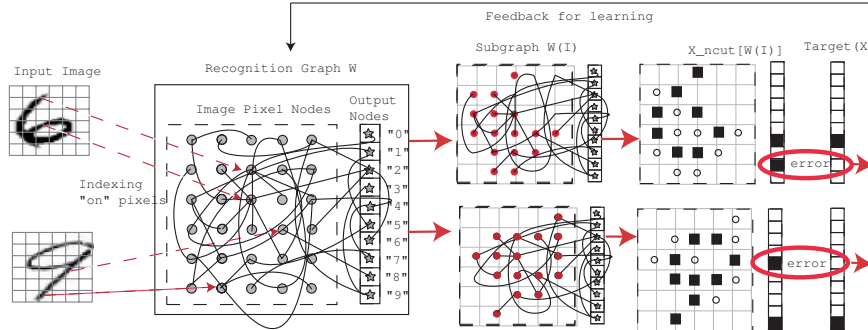 Feedback for learning
Input Image
Recognition Graph W
Subgraph W(I)
X_ncut[W(I)]
Target(X
Image Pixel Nodes
Output
Nodes
"0"
"1"
"2"
"3"
"4"
"5"
"6"
"7"
"8"
"9"
Indexing
"on" pixels
error
error